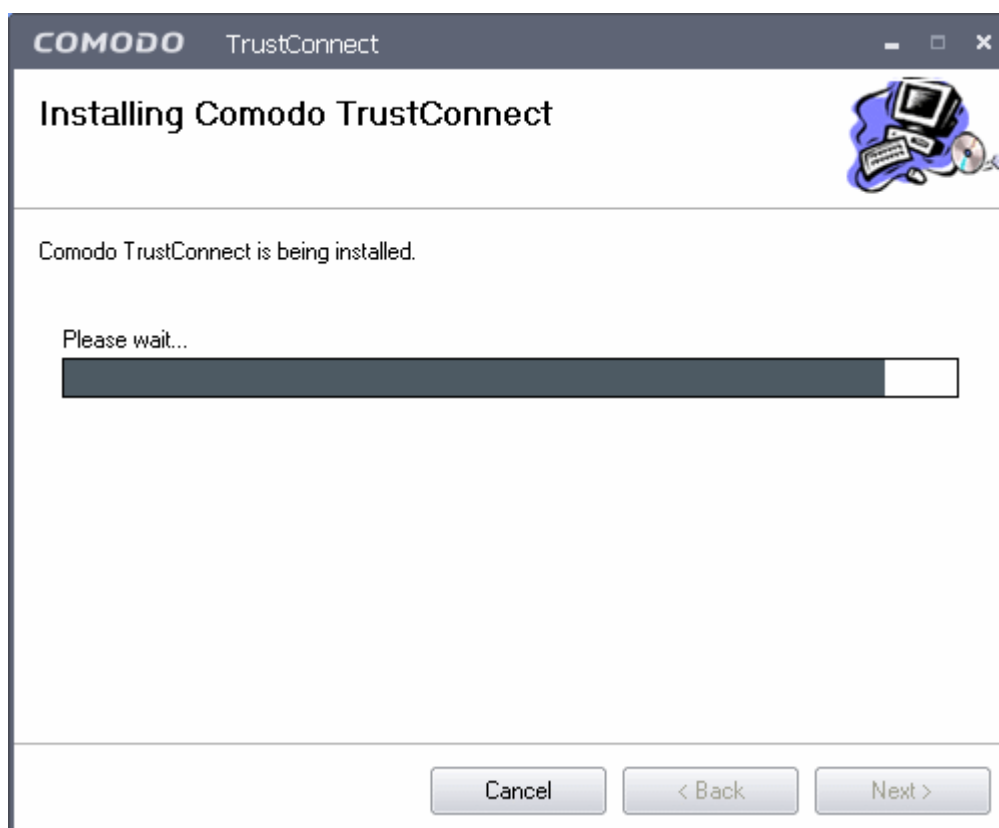 COMODO TrustConnect
Installing Comodo TrustConnect
Comodo TrustConnect is being installed.
Please wait...
Cancel < Back Next >